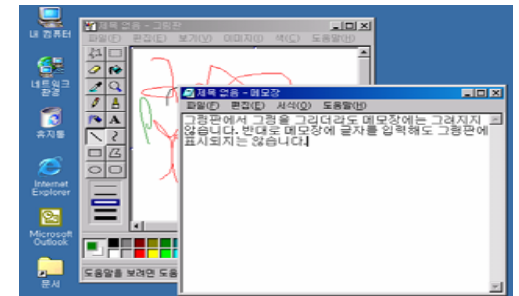 내 컴퓨터
네트워크
환경
휴지통
Internet
Explorer
Microsoft
Outlook
문서
제목 없음 - 그림판
파일(F) 편집(E) 보기(V) 이미지(I) 색(C) 도움말(H)
도움말을 보려면 도움
제목 없음 - 메모장
파일(F) 편집(E) 서식(O) 도움말(H)
그림판에서 그림을 그리더라도 메모장에는 그려지지
않습니다. 반대로 메모장에 글자를 입력해도 그림판에
표시되지는 않습니다.